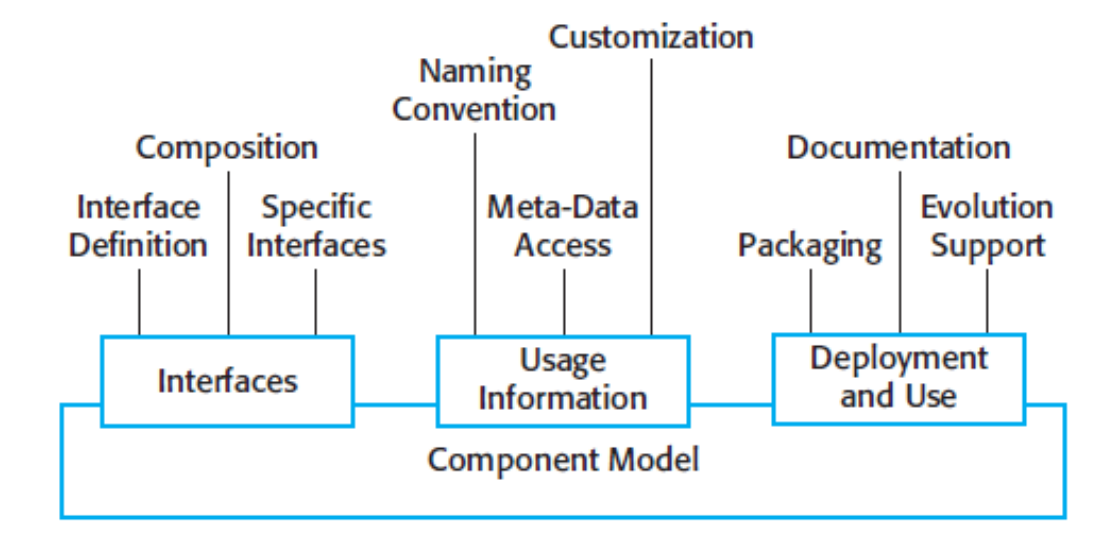 Customization
Naming
Convention
Composition
Documentation
Interface
Definition
Specific
Interfaces
Meta-Data
Access
Packaging
Evolution
Support
Interfaces
Usage
Information
Deployment
and Use
Component Model